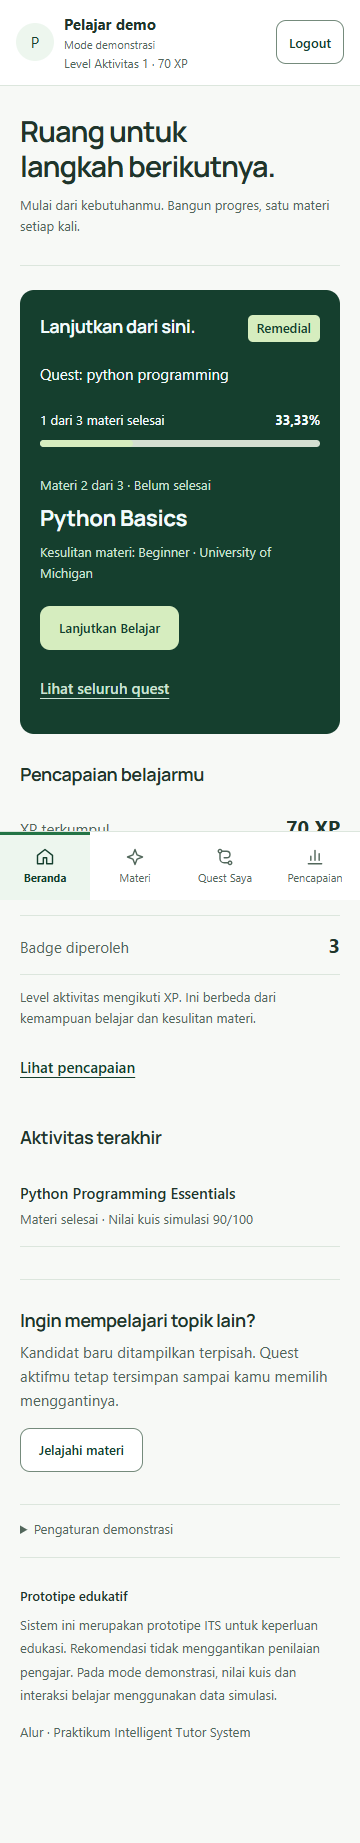 P
Pelajar demo
Mode demonstrasi
Level Aktivitas 1 · 70 XP
Logout
Ruang untuk
langkah berikutnya.
Mulai dari kebutuhanmu. Bangun progres, satu materi
setiap kali.
Lanjutkan dari sini.
Remedial
Quest: python programming
1 dari 3 materi selesai
33,33%
Materi 2 dari 3 · Belum selesai
Python Basics
Kesulitan materi: Beginner · University of
Michigan
Lanjutkan Belajar
Lihat seluruh quest
Pencapaian belajarmu
XP terkumpul
70 XP
Beranda
Materi
Quest Saya
Pencapaian
Badge diperoleh
3
Level aktivitas mengikuti XP. Ini berbeda dari
kemampuan belajar dan kesulitan materi.
Lihat pencapaian
Aktivitas terakhir
Python Programming Essentials
Materi selesai · Nilai kuis simulasi 90/100
Ingin mempelajari topik lain?
Kandidat baru ditampilkan terpisah. Quest
aktifmu tetap tersimpan sampai kamu memilih
menggantinya.
Jelajahi materi
Pengaturan demonstrasi
Prototipe edukatif
Sistem ini merupakan prototipe ITS untuk keperluan
edukasi. Rekomendasi tidak menggantikan penilaian
pengajar. Pada mode demonstrasi, nilai kuis dan
interaksi belajar menggunakan data simulasi.
Alur · Praktikum Intelligent Tutor System